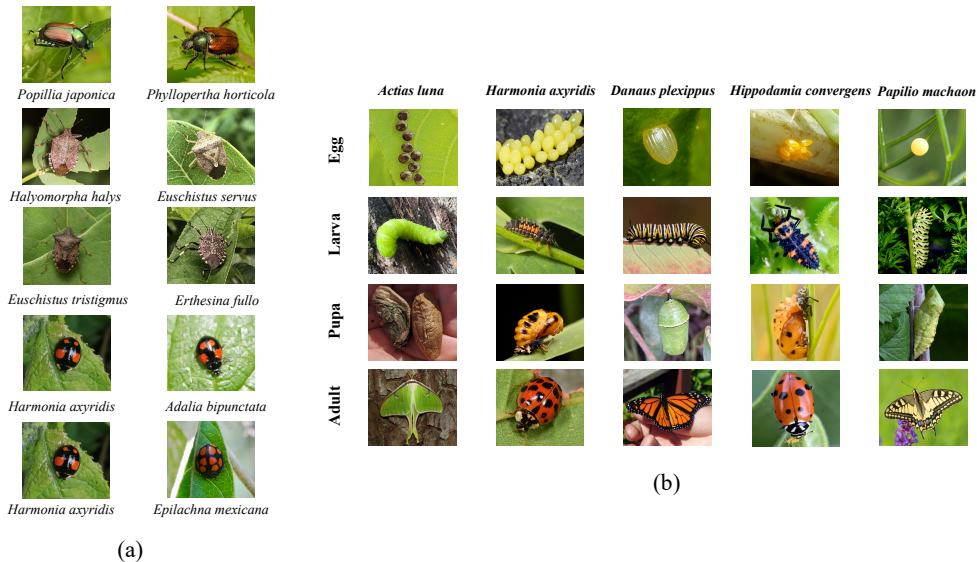 Popillia japonica
Phyllopertha horticola
Halyomorpha halys
Euschistus servus
Euschistus tristigmus
Erthesina fullo
Harmonia axyridis
Adalia bipunctata
Harmonia axyridis
Epilachna mexicana
(a)
Actias luna
Harmonia axyridis
Danaus plexippus
Hippodamia convergens
Papilio machaon
Egg
Larva
Pupa
Adult
(b)